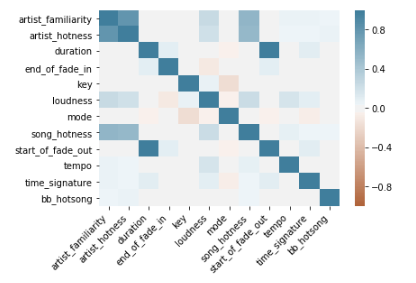 artist_familiarity
artist_hotness
duration
end_of_fade_in
key
loudness
mode
song_hotness
start_of_fade_out
tempo
time_signature
bb_hotsong
artist_familiarity
artist_hotness
duration
end_of_fade_in
key
loudness
mode
song_hotness
start_of_fade_out
tempo
time_signature
bb_hotsong
0.8
0.4
0.0
−0.4
−0.8